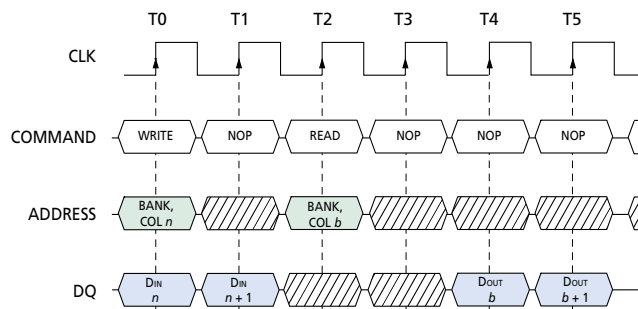 T0 T1 T2 T3 T4 T5
CLK
COMMAND WRITE NOP READ NOP NOP NOP
ADDRESS BANK, COL n BANK, COL b
DQ DIN n DIN n + 1 DOUT b DOUT b + 1